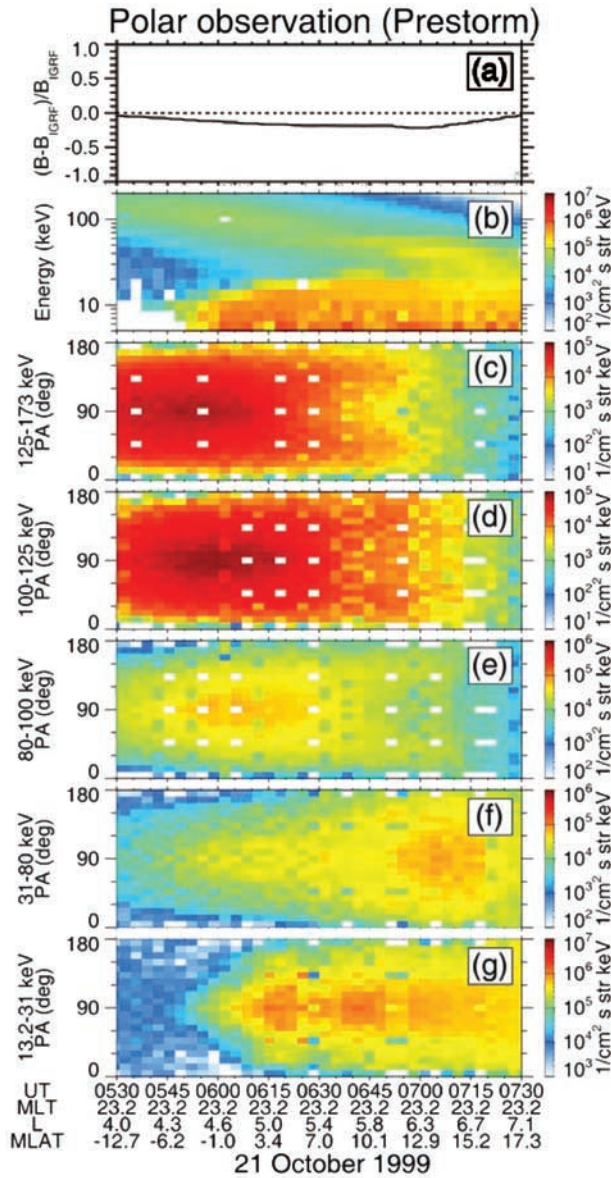 Polar observation (Prestorm)
(a)
1.0
0.5
0.0
-0.5
-1.0
(B-B_IGRF)/B_IGRF
(b)
100
10
Energy (keV)
10^7
10^6
10^5
10^4
10^3
10^2
1/cm^2 s str keV
(c)
180
90
0
125-173 keV
PA (deg)
10^5
10^4
10^3
10^2
10^1
1/cm^2 s str keV
(d)
180
90
0
100-125 keV
PA (deg)
10^5
10^4
10^3
10^2
10^1
1/cm^2 s str keV
(e)
180
90
0
80-100 keV
PA (deg)
10^6
10^5
10^4
10^3
10^2
1/cm^2 s str keV
(f)
180
90
0
31-80 keV
PA (deg)
10^6
10^5
10^4
10^3
10^2
1/cm^2 s str keV
(g)
180
90
0
13.2-31 keV
PA (deg)
10^7
10^6
10^5
10^4
10^3
1/cm^2 s str keV
UT 0530 0545 0600 0615 0630 0645 0700 0715 0730
MLT 23.2 23.2 23.2 23.2 23.2 23.2 23.2 23.2 23.2
L 4.0 4.3 4.6 5.0 5.4 5.8 6.3 6.7 7.1
MLAT -12.7 -6.2 -1.0 3.4 7.0 10.1 12.9 15.2 17.3
21 October 1999